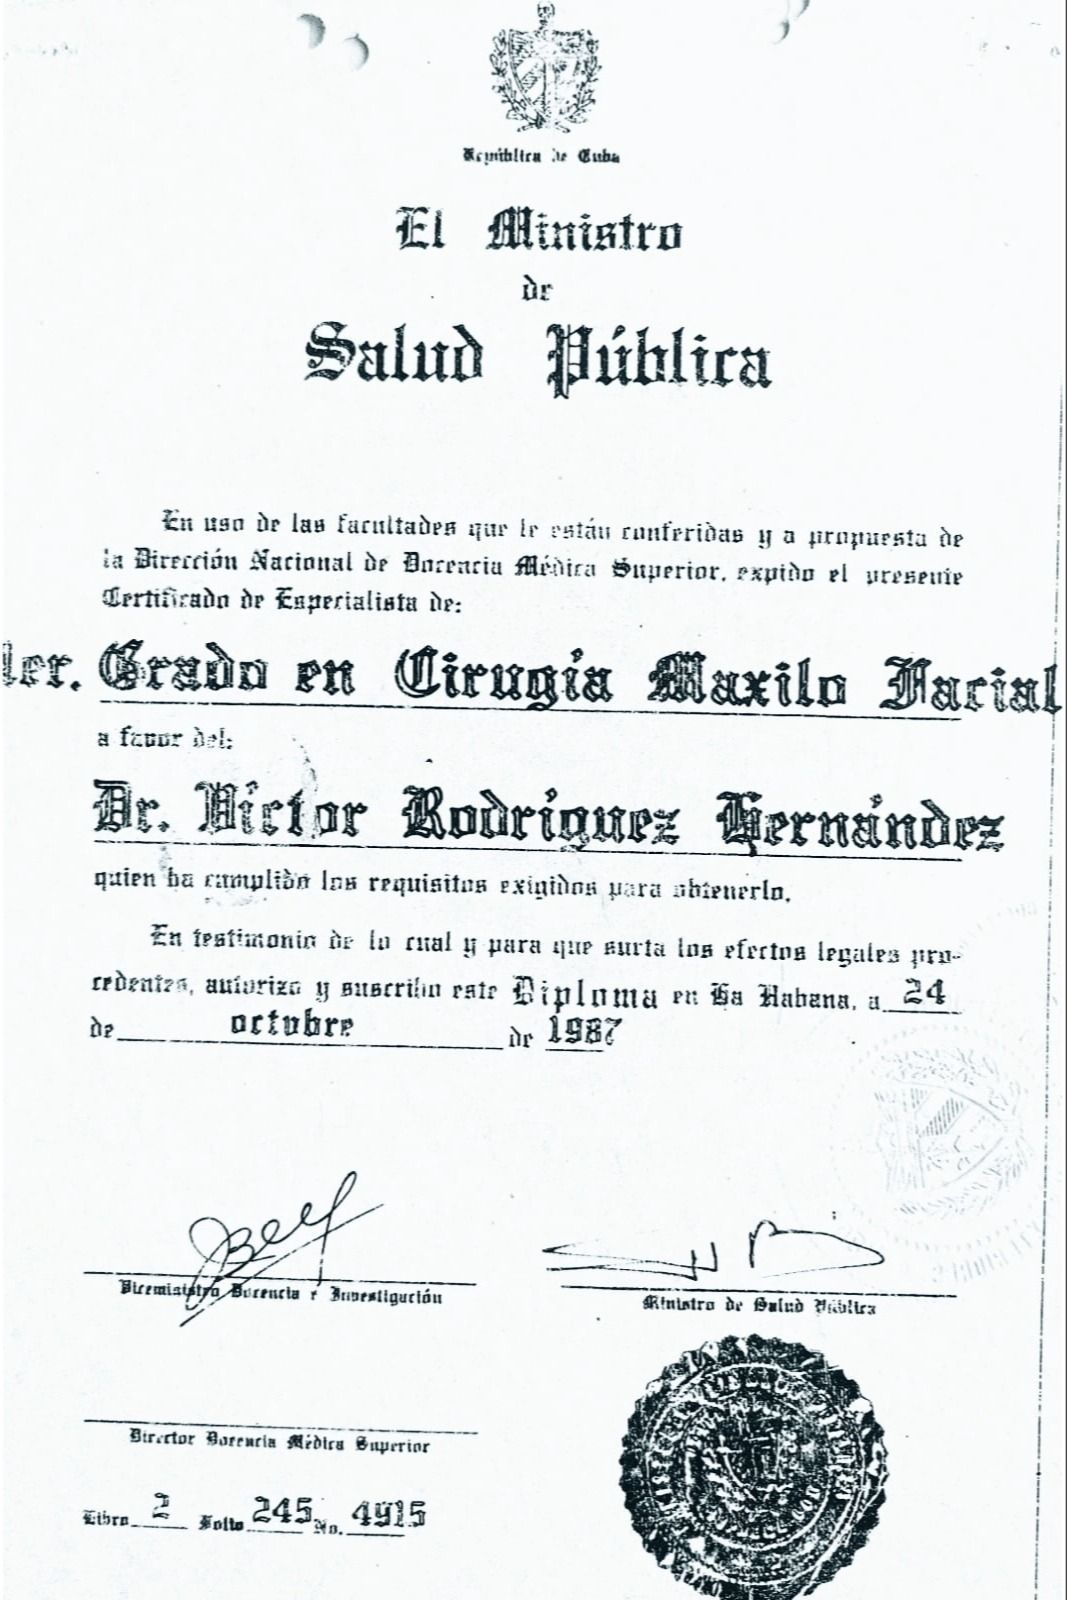 República de Cuba
El Ministro
de
Salud Pública
En uso de las facultades que le están conferidas y a propuesta de
la Dirección Nacional de Docencia Médica Superior, expido el presente
Certificado de Especialista de:
1er. Grado en Cirugía Maxilo Facial
a favor del:
Dr. Víctor Rodríguez Hernández
quien ha cumplido los requisitos exigidos para obtenerlo.
En testimonio de lo cual y para que surta los efectos legales pro-
cedentes, autorizo y suscribo este Diploma en La Habana, a 24
de octubre de 1987
Viceministro Docencia e Investigación
Ministro de Salud Pública
Director Docencia Médica Superior
Libro 2 Folio 245 No. 4915